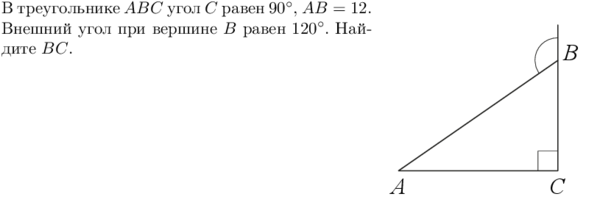 В треугольнике ABC угол C равен 90°, AB = 12.
Внешний угол при вершине B равен 120°. Най-
дите BC.
B
A
C